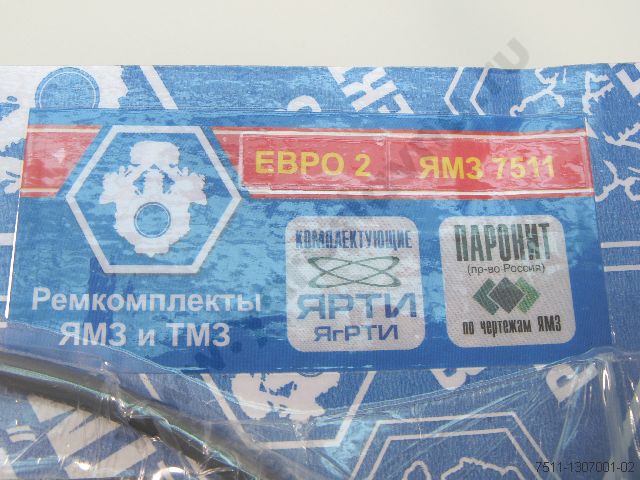 ЕВРО 2
ЯМЗ 7511
Ремкомплекты
ЯМЗ и ТМЗ
КОМПЛЕКТУЮЩИЕ
ЯРТИ
ЯгРТИ
ПАРОНИТ
(пр-во Россия)
по чертежам ЯМЗ
7511-1307001-02